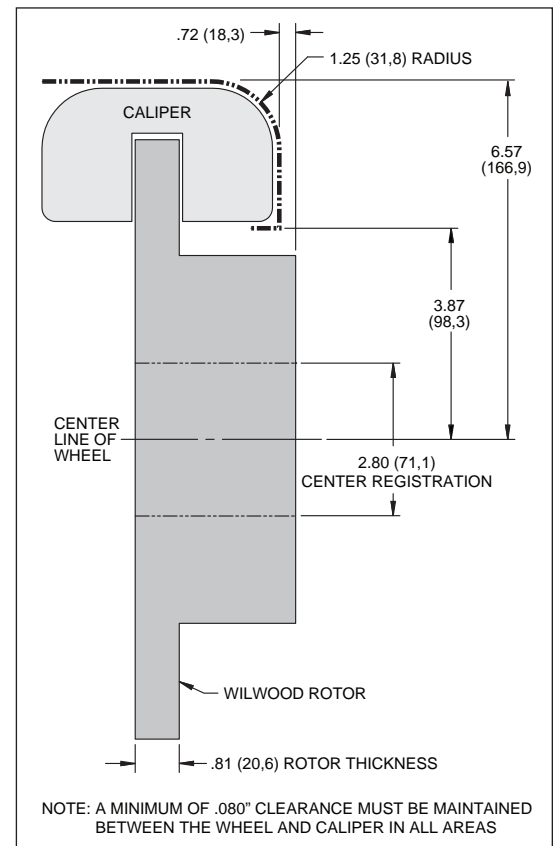 .72 (18,3)
1.25 (31,8) RADIUS
CALIPER
6.57
(166,9)
3.87
(98,3)
CENTER
LINE OF
WHEEL
2.80 (71,1)
CENTER REGISTRATION
WILWOOD ROTOR
.81 (20,6) ROTOR THICKNESS
NOTE: A MINIMUM OF .080” CLEARANCE MUST BE MAINTAINED
BETWEEN THE WHEEL AND CALIPER IN ALL AREAS